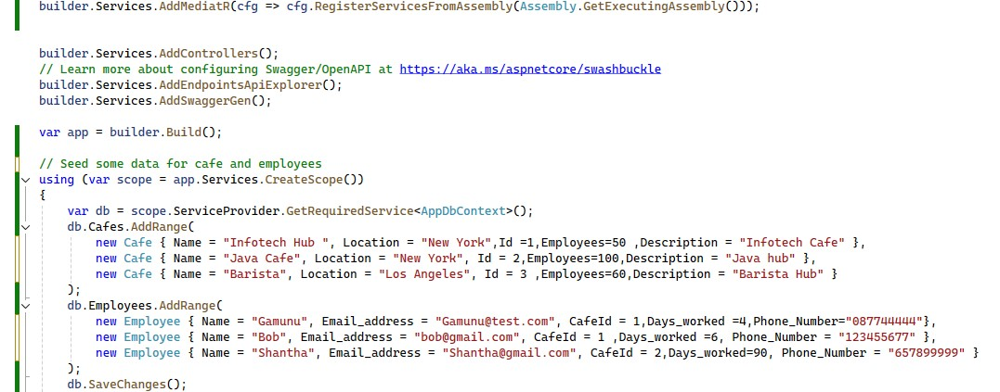 builder.Services.AddMediatR(cfg => cfg.RegisterServicesFromAssembly(Assembly.GetExecutingAssembly()));
builder.Services.AddControllers();
// Learn more about configuring Swagger/OpenAPI at https://aka.ms/aspnetcore/swashbuckle
builder.Services.AddEndpointsApiExplorer();
builder.Services.AddSwaggerGen();
var app = builder.Build();
// Seed some data for cafe and employees
using (var scope = app.Services.CreateScope())
{
var db = scope.ServiceProvider.GetRequiredService<AppDbContext>();
db.Cafes.AddRange(
new Cafe { Name = "Infotech Hub ", Location = "New York",Id =1,Employees=50 ,Description = "Infotech Cafe" },
new Cafe { Name = "Java Cafe", Location = "New York", Id = 2,Employees=100,Description = "Java hub" },
new Cafe { Name = "Barista", Location = "Los Angeles", Id = 3 ,Employees=60,Description = "Barista Hub" }
);
db.Employees.AddRange(
new Employee { Name = "Gamunu", Email_address = "Gamunu@test.com", CafeId = 1,Days_worked =4,Phone_Number="087744444"},
new Employee { Name = "Bob", Email_address = "bob@gmail.com", CafeId = 1 ,Days_worked =6, Phone_Number = "123455677" },
new Employee { Name = "Shantha", Email_address = "Shantha@gmail.com", CafeId = 2,Days_worked=90, Phone_Number = "657899999" }
);
db.SaveChanges();